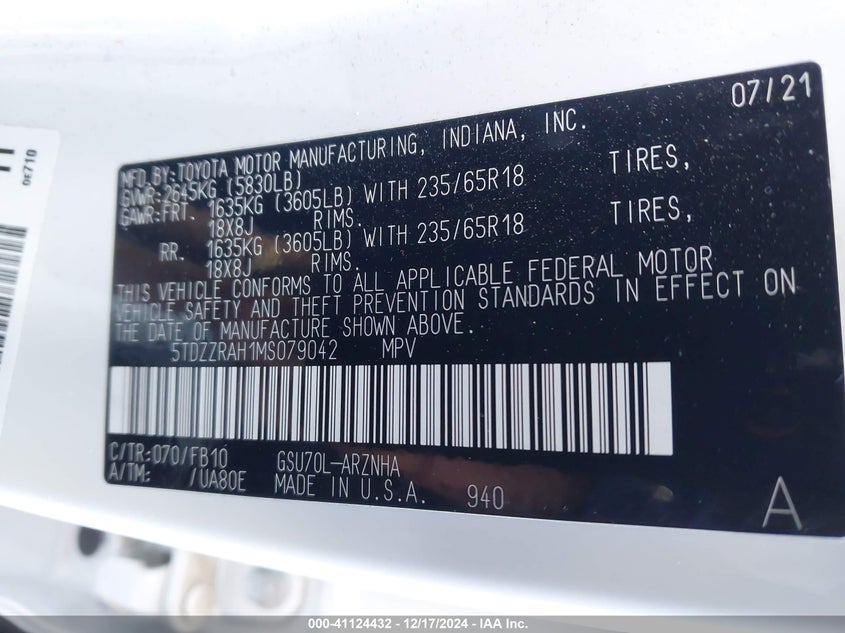 07/21
MFD.BY:TOYOTA MOTOR MANUFACTURING, INDIANA, INC.
GVWR:2645KG (5830LB)
GAWR:FRT. 1635KG (3605LB) WITH 235/65R18 TIRES,
18X8J RIMS.
RR. 1635KG (3605LB) WITH 235/65R18 TIRES,
18X8J RIMS.
THIS VEHICLE CONFORMS TO ALL APPLICABLE FEDERAL MOTOR
VEHICLE SAFETY AND THEFT PREVENTION STANDARDS IN EFFECT ON
THE DATE OF MANUFACTURE SHOWN ABOVE.
5TDZZRAH1MS079042 MPV
C/TR:070/FB10 GSU70L-ARZNHA
A/TM: /UA80E MADE IN U.S.A. 940
A
0E710
000-41124432 - 12/17/2024 - IAA Inc.